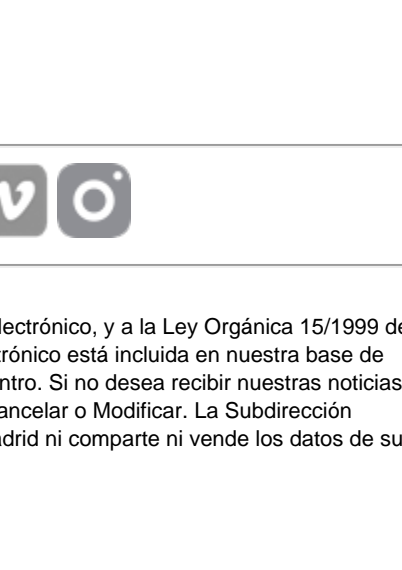 lectrónico, y a la Ley Orgánica 15/1999 de
trónico está incluida en nuestra base de
ntro. Si no desea recibir nuestras noticias
ancelar o Modificar. La Subdirección
adrid ni comparte ni vende los datos de su